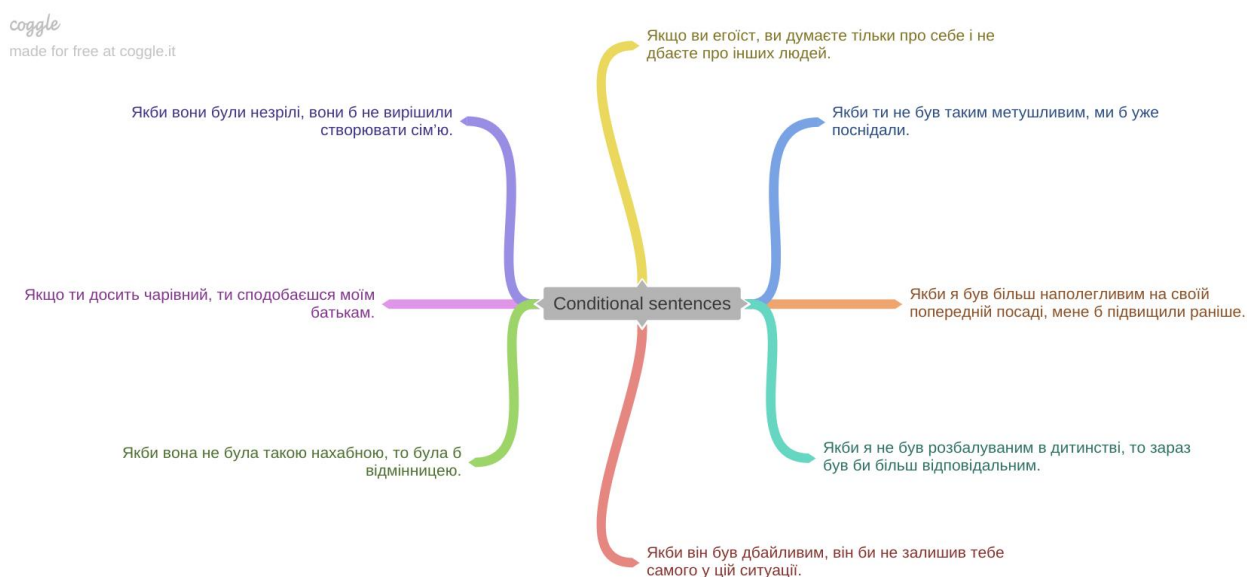 coggle
made for free at coggle.it
Якщо ви егоїст, ви думаєте тільки про себе і не
дбаєте про інших людей.
Якби вони були незрілі, вони б не вирішили
створювати сім'ю.
Якби ти не був таким метушливим, ми б уже
поснідали.
Якщо ти досить чарівний, ти сподобаєшся моїм
батькам.
Conditional sentences
Якби я був більш наполегливим на своїй
попередній посаді, мене б підвищили раніше.
Якби вона не була такою нахабною, то була б
відмінницею.
Якби я не був розбалуваним в дитинстві, то зараз
був би більш відповідальним.
Якби він був дбайливим, він би не залишив тебе
самого у цій ситуації.